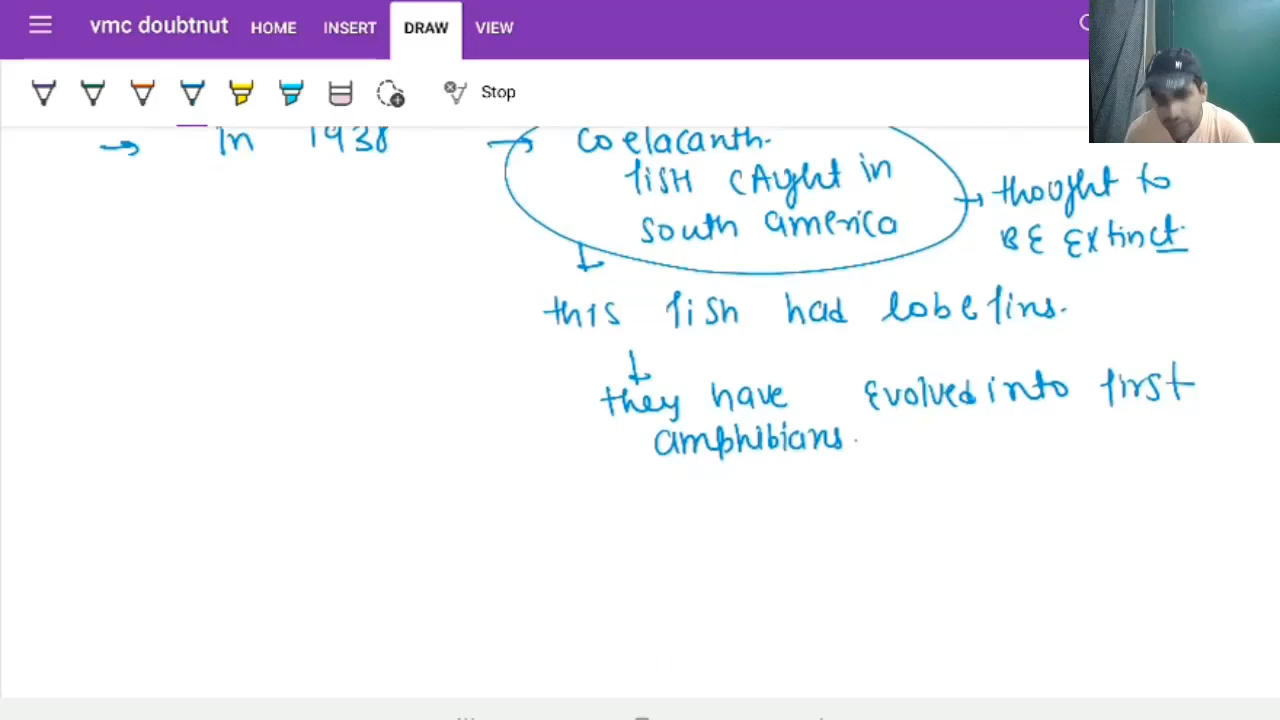 vmc doubtnut HOME INSERT DRAW VIEW
Stop
→ In 1938 → Coelacanth.
fisH CAught in
south america
→ thought to
BE Extinct.
this fish had lobe fins.
they have Evolved into first
amphibians.